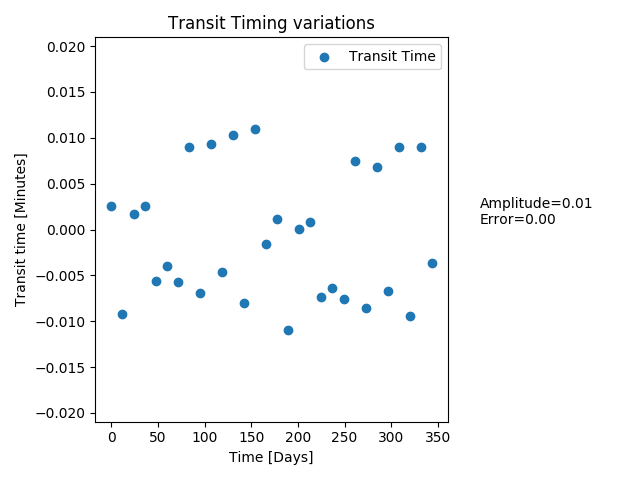 Transit Timing variations
Transit Time
0.020
0.015
0.010
0.005
0.000
−0.005
−0.010
−0.015
−0.020
Transit time [Minutes]
0 50 100 150 200 250 300 350
Time [Days]
Amplitude=0.01
Error=0.00